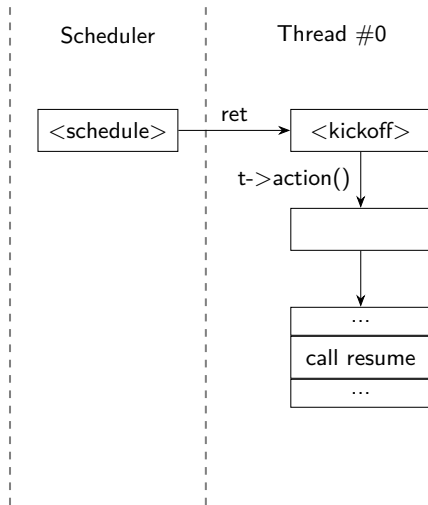 Scheduler
Thread #0
<schedule>
ret
<kickoff>
t->action()
...
call resume
...